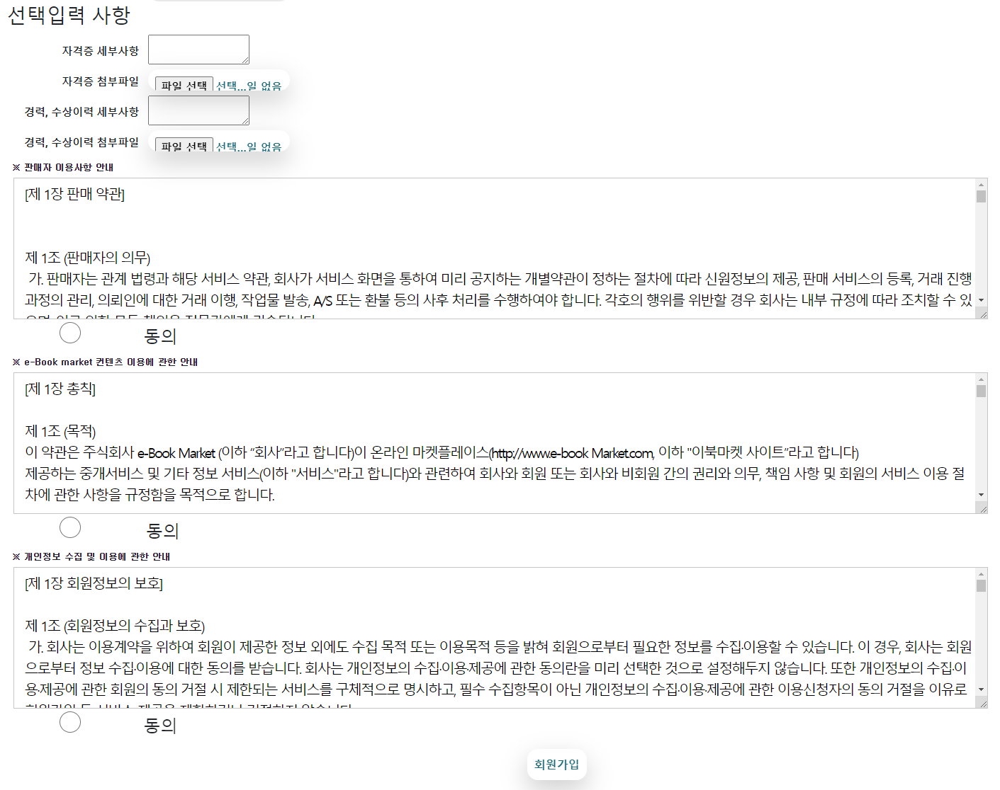 선택입력 사항
자격증 세부사항
자격증 첨부파일 파일 선택 선택...일 없음
경력, 수상이력 세부사항
경력, 수상이력 첨부파일 파일 선택 선택...일 없음
※ 판매자 이용사항 안내
[제 1장 판매 약관]
제 1조 (판매자의 의무)
가. 판매자는 관계 법령과 해당 서비스 약관, 회사가 서비스 화면을 통하여 미리 공지하는 개별약관이 정하는 절차에 따라 신원정보의 제공, 판매 서비스의 등록, 거래 진행
과정의 관리, 의뢰인에 대한 거래 이행, 작업물 발송, A/S 또는 환불 등의 사후 처리를 수행하여야 합니다. 각호의 행위를 위반할 경우 회사는 내부 규정에 따라 조치할 수 있
동의
※ e-Book market 컨텐츠 이용에 관한 안내
[제 1장 총칙]
제 1조 (목적)
이 약관은 주식회사 e-Book Market (이하 “회사”라고 합니다)이 온라인 마켓플레이스(http://www.e-book Market.com, 이하 "이북마켓 사이트"라고 합니다)
제공하는 중개서비스 및 기타 정보 서비스(이하 "서비스"라고 합니다)와 관련하여 회사와 회원 또는 회사와 비회원 간의 권리와 의무, 책임 사항 및 회원의 서비스 이용 절
차에 관한 사항을 규정함을 목적으로 합니다.
동의
※ 개인정보 수집 및 이용에 관한 안내
[제 1장 회원정보의 보호]
제 1조 (회원정보의 수집과 보호)
가. 회사는 이용계약을 위하여 회원이 제공한 정보 외에도 수집 목적 또는 이용목적 등을 밝혀 회원으로부터 필요한 정보를 수집·이용할 수 있습니다. 이 경우, 회사는 회원
으로부터 정보 수집·이용에 대한 동의를 받습니다. 회사는 개인정보의 수집·이용·제공에 관한 동의란을 미리 선택한 것으로 설정해두지 않습니다. 또한 개인정보의 수집·이
용·제공에 관한 회원의 동의 거절 시 제한되는 서비스를 구체적으로 명시하고, 필수 수집항목이 아닌 개인정보의 수집·이용·제공에 관한 이용신청자의 동의 거절을 이유로
동의
회원가입